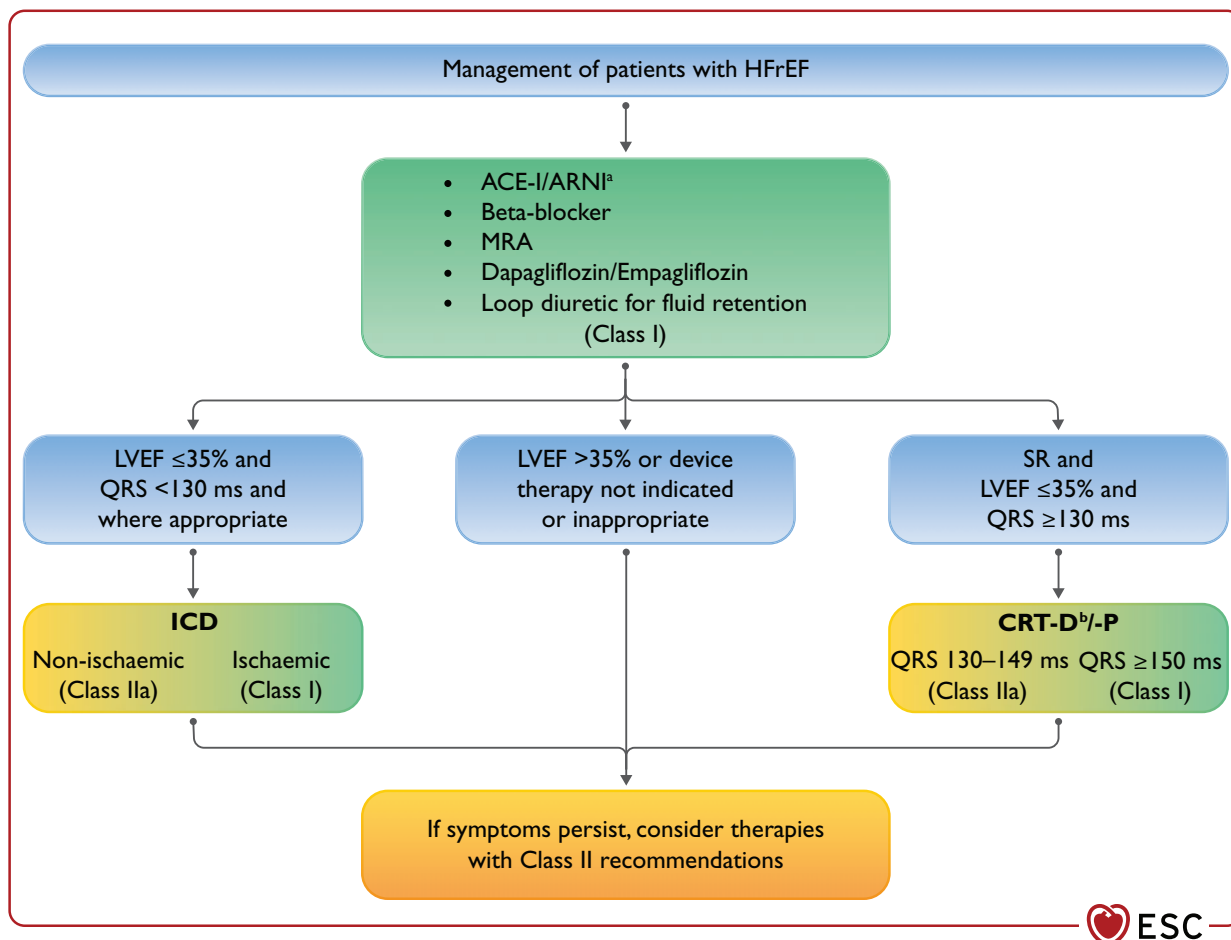 Management of patients with HFrEF
• ACE-I/ARNIᵃ
• Beta-blocker
• MRA
• Dapagliflozin/Empagliflozin
• Loop diuretic for fluid retention
(Class I)
LVEF ≤35% and
QRS <130 ms and
where appropriate
LVEF >35% or device
therapy not indicated
or inappropriate
SR and
LVEF ≤35% and
QRS ≥130 ms
ICD
Non-ischaemic
(Class IIa)
Ischaemic
(Class I)
CRT-Dᵇ/-P
QRS 130–149 ms
(Class IIa)
QRS ≥150 ms
(Class I)
If symptoms persist, consider therapies
with Class II recommendations
ESC